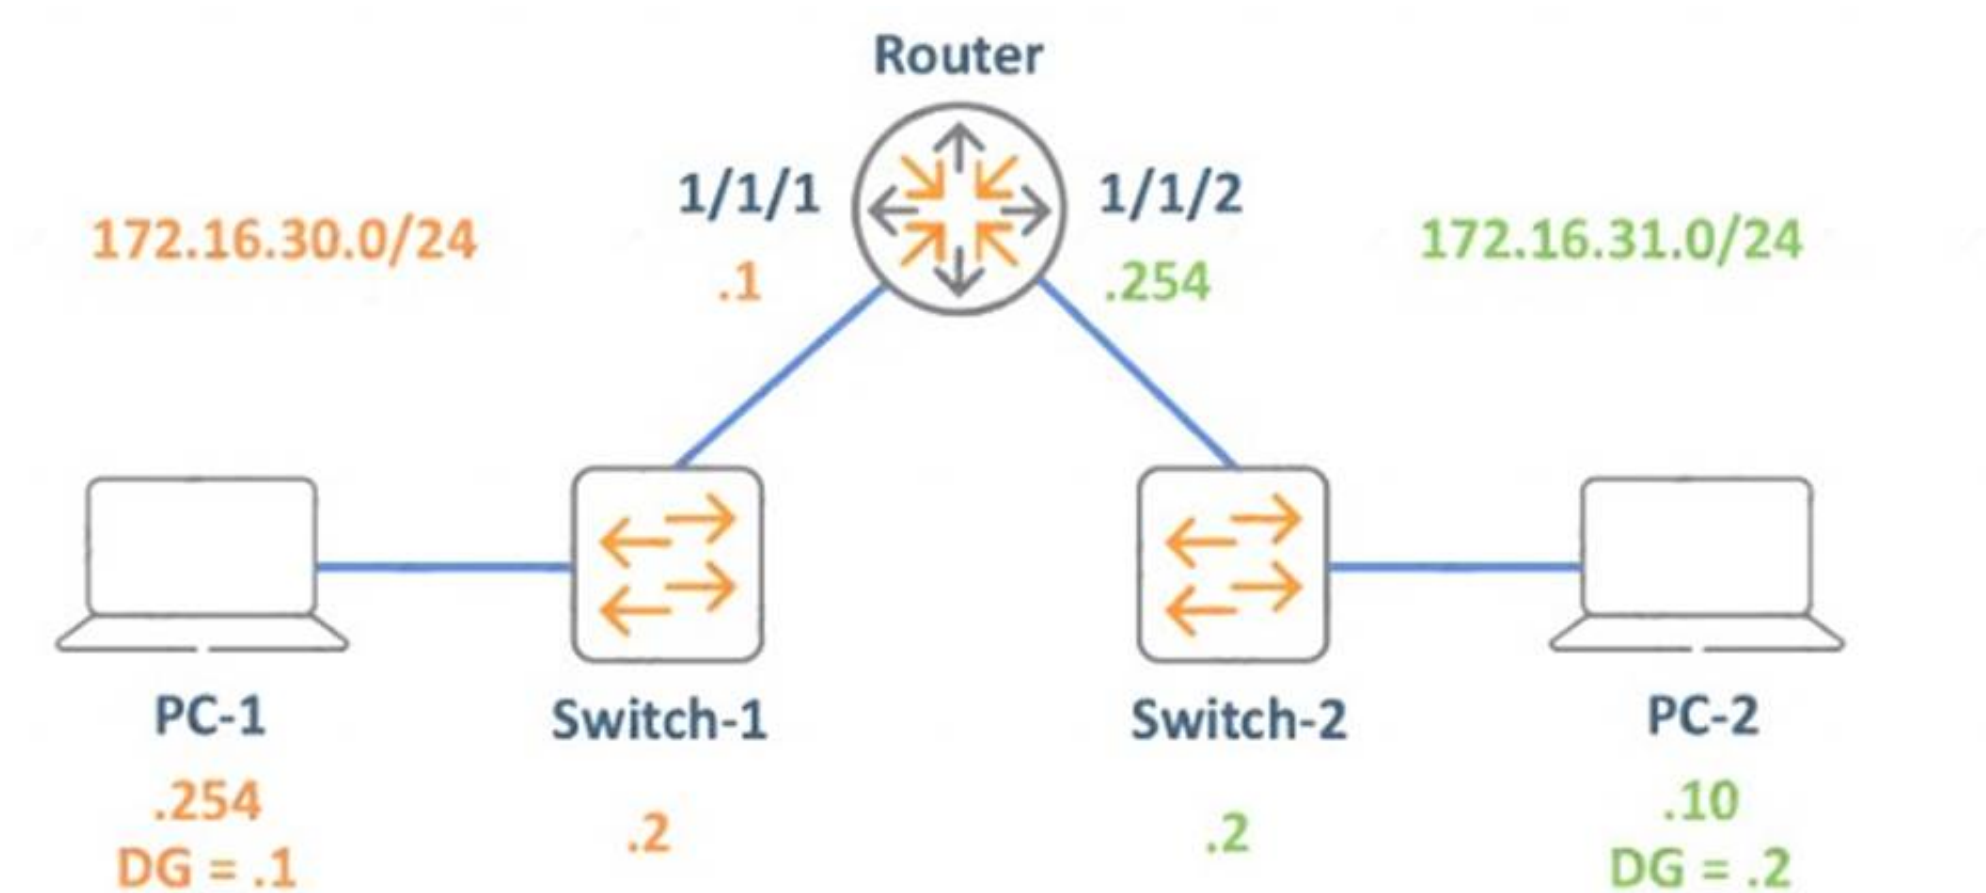 Router
1/1/1
1/1/2
172.16.30.0/24
172.16.31.0/24
.1
.254
PC-1
Switch-1
Switch-2
PC-2
.254
.10
.2
.2
DG = .1
DG = .2